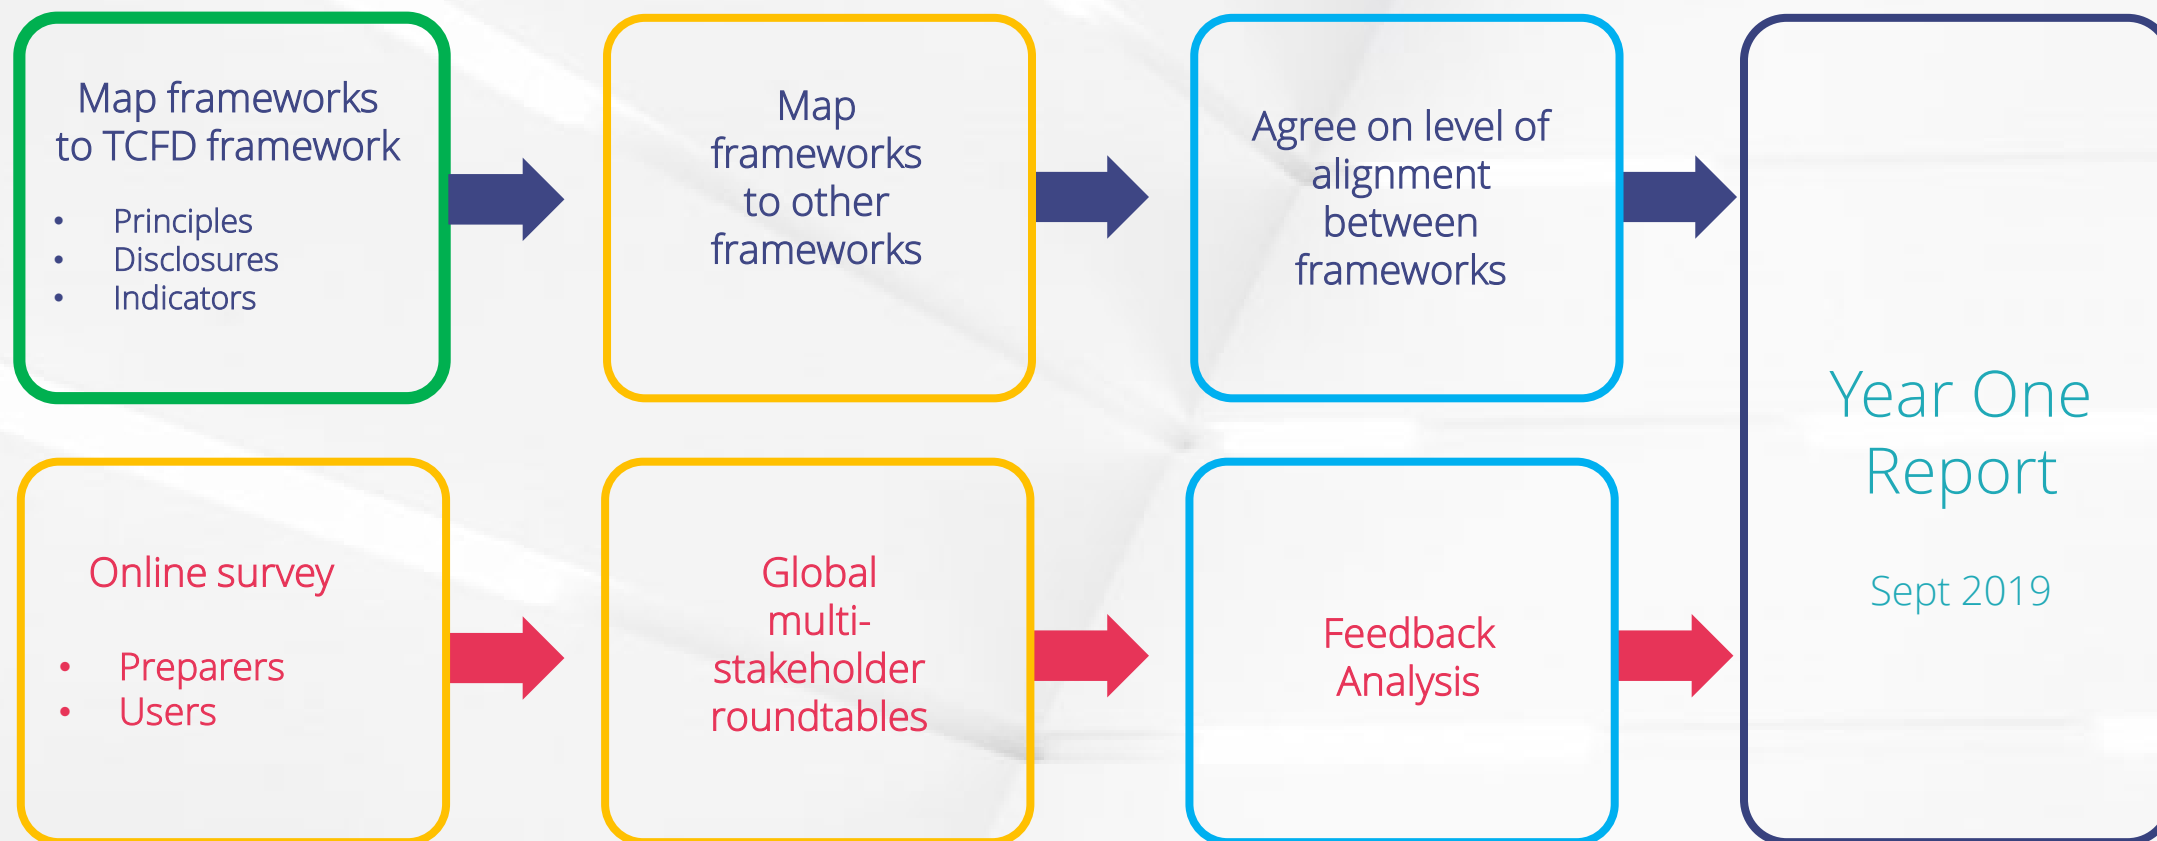 Map frameworks
to TCFD framework
• Principles
• Disclosures
• Indicators
Map
frameworks
to other
frameworks
Agree on level of
alignment
between
frameworks
Online survey
• Preparers
• Users
Global
multi-
stakeholder
roundtables
Feedback
Analysis
Year One
Report
Sept 2019